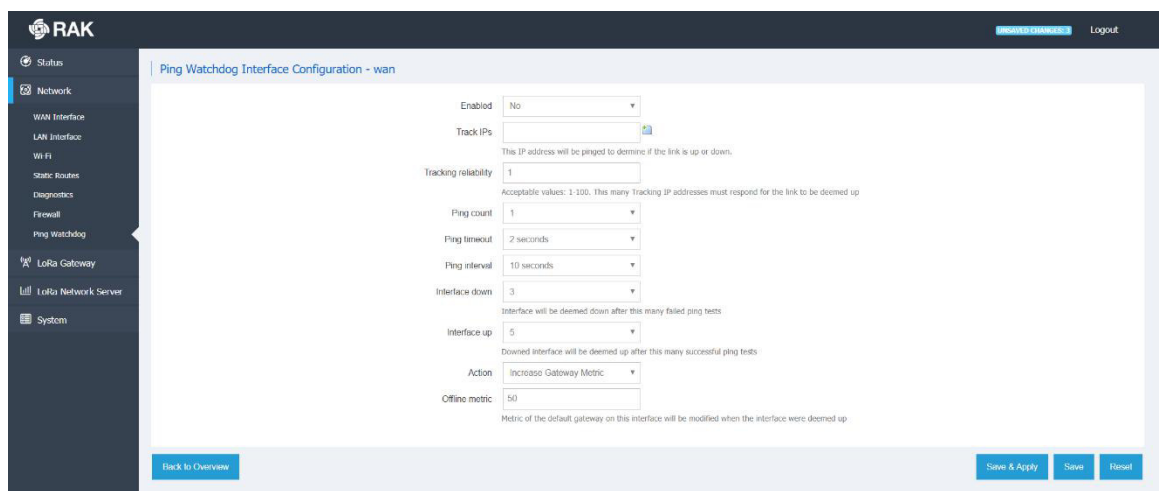 RAK
UNSAVED CHANGES: 3
Logout
Status
Network
WAN Interface
LAN Interface
Wi-Fi
Static Routes
Diagnostics
Firewall
Ping Watchdog
LoRa Gateway
LoRa Network Server
System
Ping Watchdog Interface Configuration - wan
Enabled No
Track IPs
This IP address will be pinged to dermine if the link is up or down.
Tracking reliability 1
Acceptable values: 1-100. This many Tracking IP addresses must respond for the link to be deemed up
Ping count 1
Ping timeout 2 seconds
Ping interval 10 seconds
Interface down 3
Interface will be deemed down after this many failed ping tests
Interface up 5
Downed interface will be deemed up after this many successful ping tests
Action Increase Gateway Metric
Offline metric 50
Metric of the default gateway on this interface will be modified when the interface were deemed up
Back to Overview
Save & Apply
Save
Reset